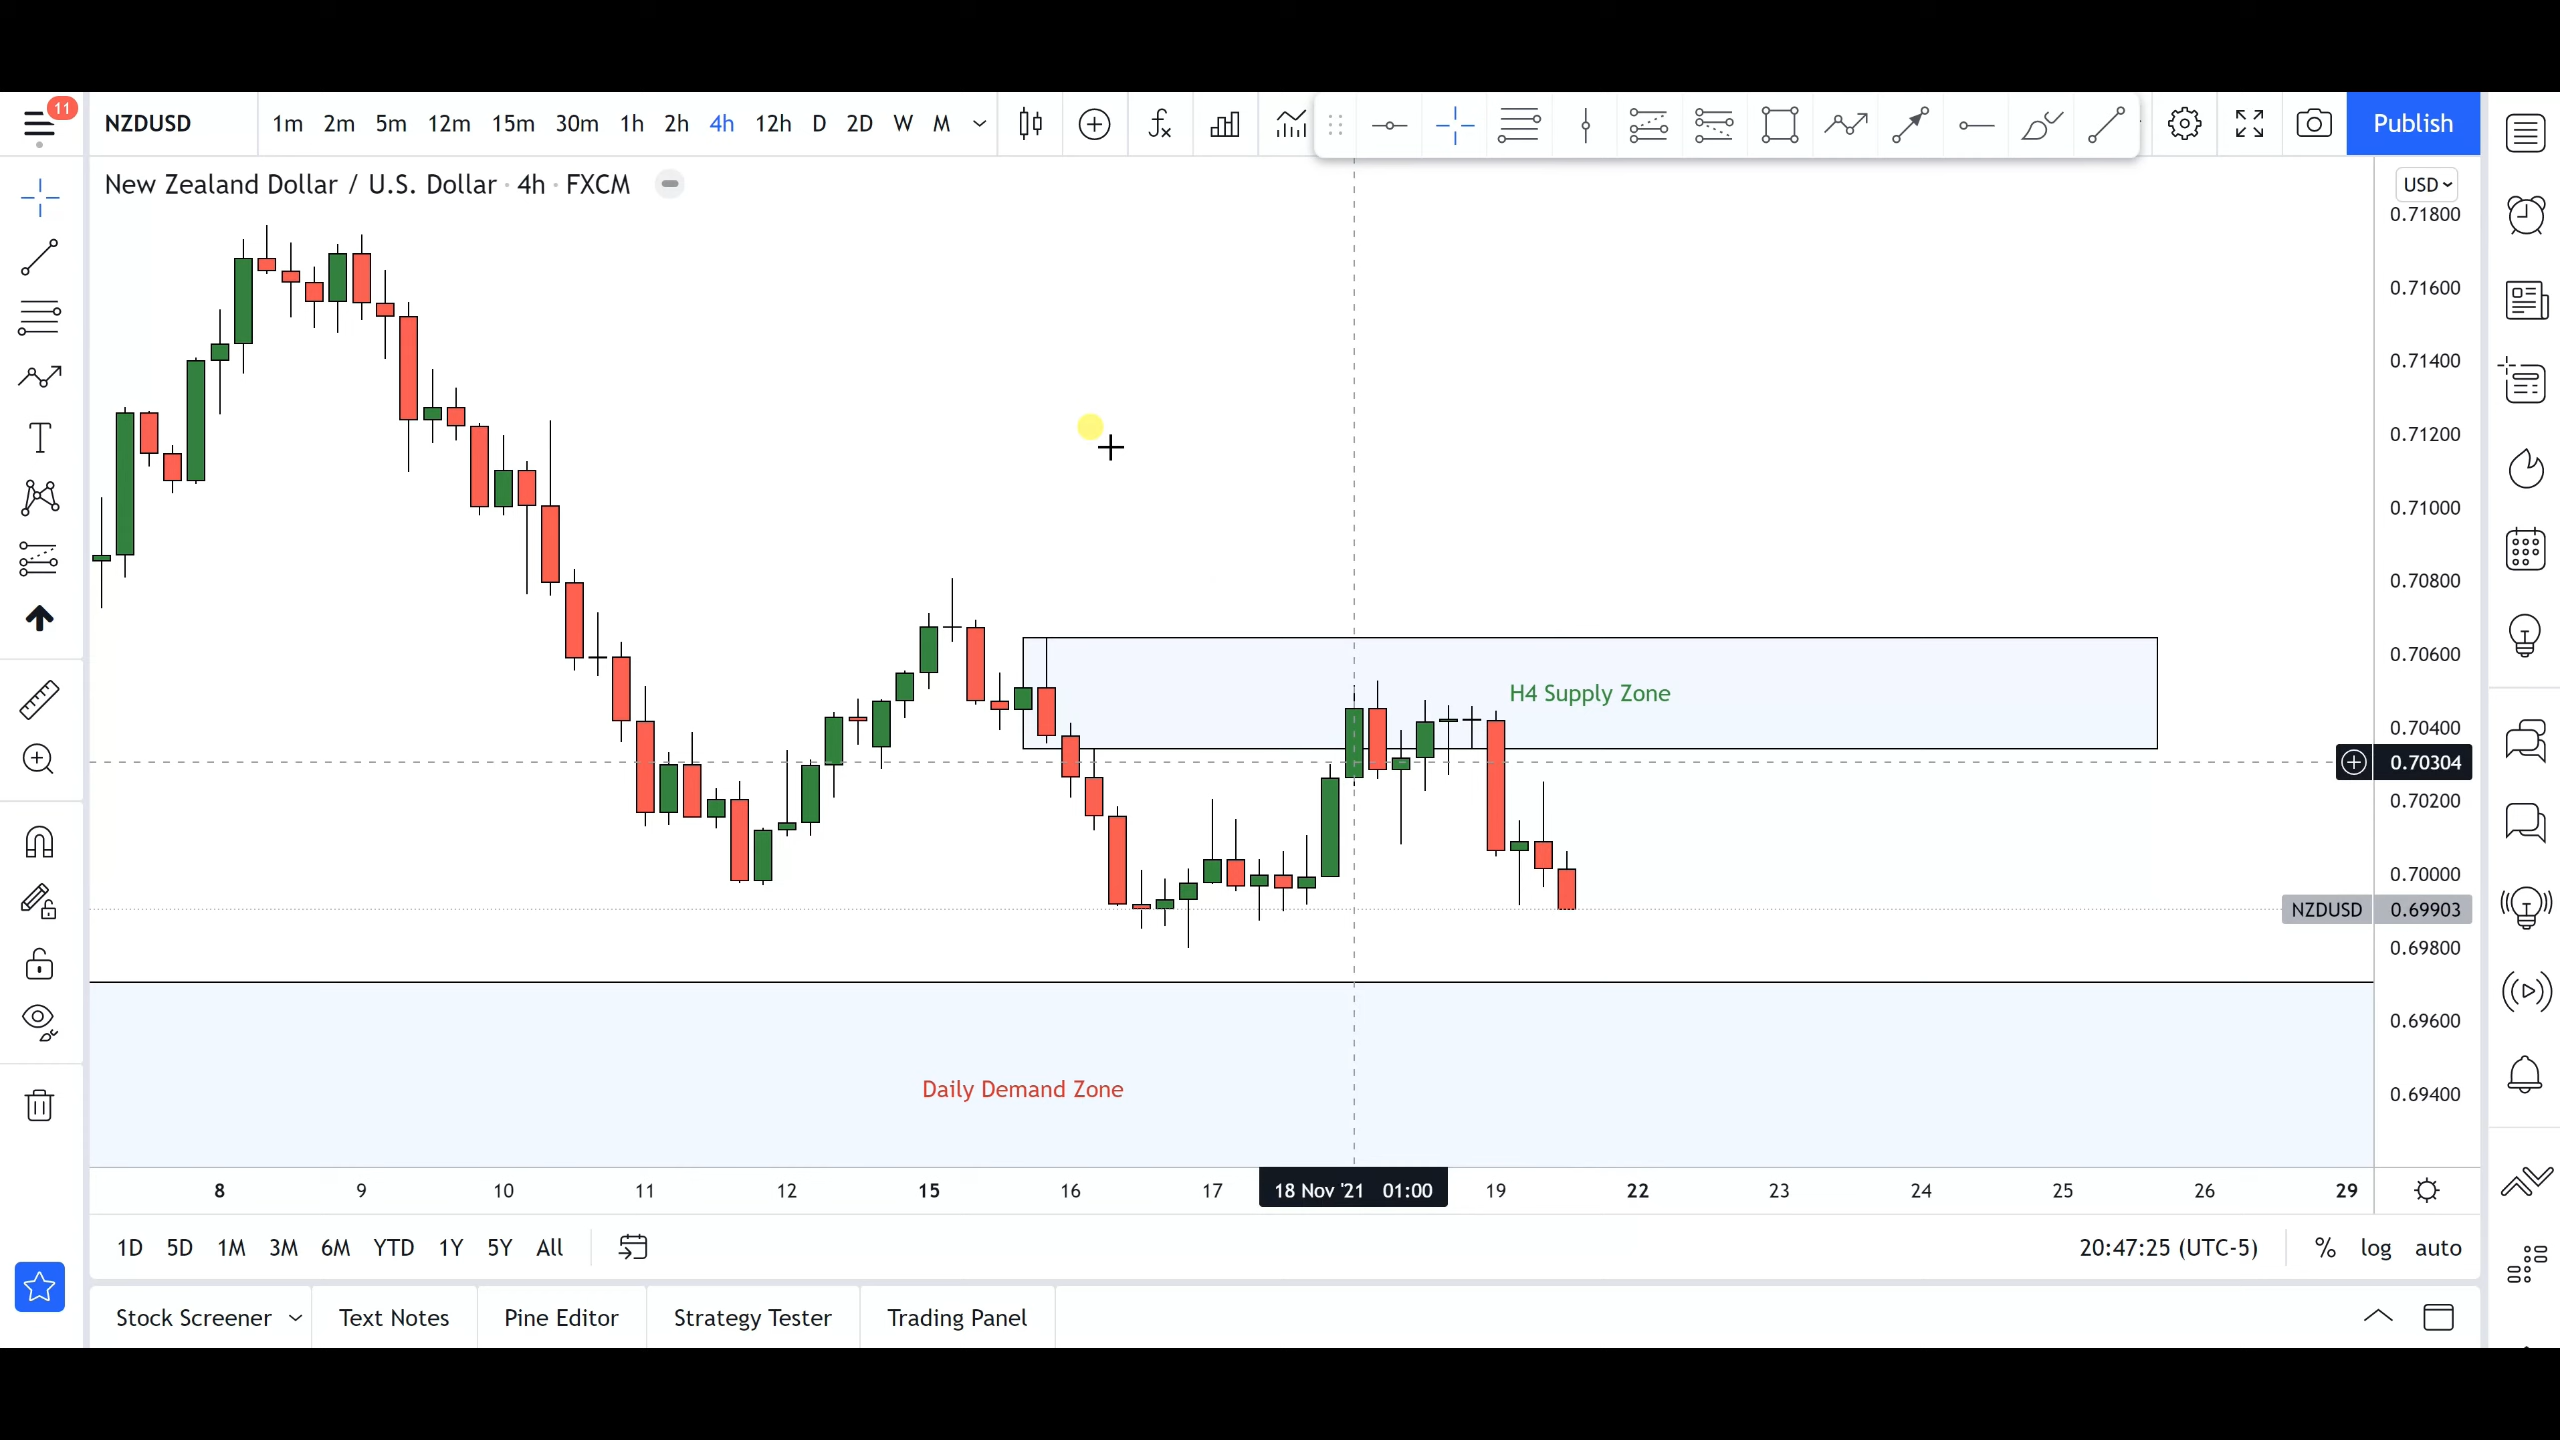 11
NZDUSD 1m 2m 5m 12m 15m 30m 1h 2h 4h 12h D 2D W M Publish
New Zealand Dollar / U.S. Dollar · 4h · FXCM
USD
0.71800
0.71600
0.71400
0.71200
0.71000
0.70800
0.70600
H4 Supply Zone
0.70400
0.70304
0.70200
0.70000
NZDUSD 0.69903
0.69800
0.69600
Daily Demand Zone
0.69400
8 9 10 11 12 15 16 17 18 Nov '21 01:00 19 22 23 24 25 26 29
1D 5D 1M 3M 6M YTD 1Y 5Y All 20:47:25 (UTC-5) % log auto
Stock Screener Text Notes Pine Editor Strategy Tester Trading Panel